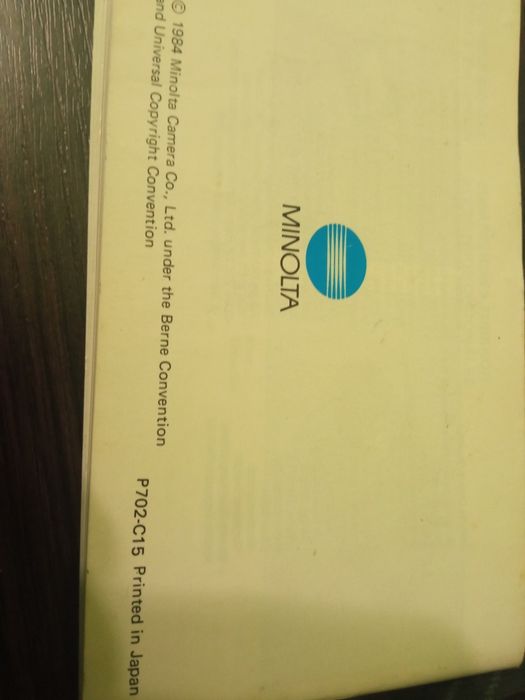 MINOLTA
© 1984 Minolta Camera Co., Ltd. under the Berne Convention
and Universal Copyright Convention
P702-C15 Printed in Japan